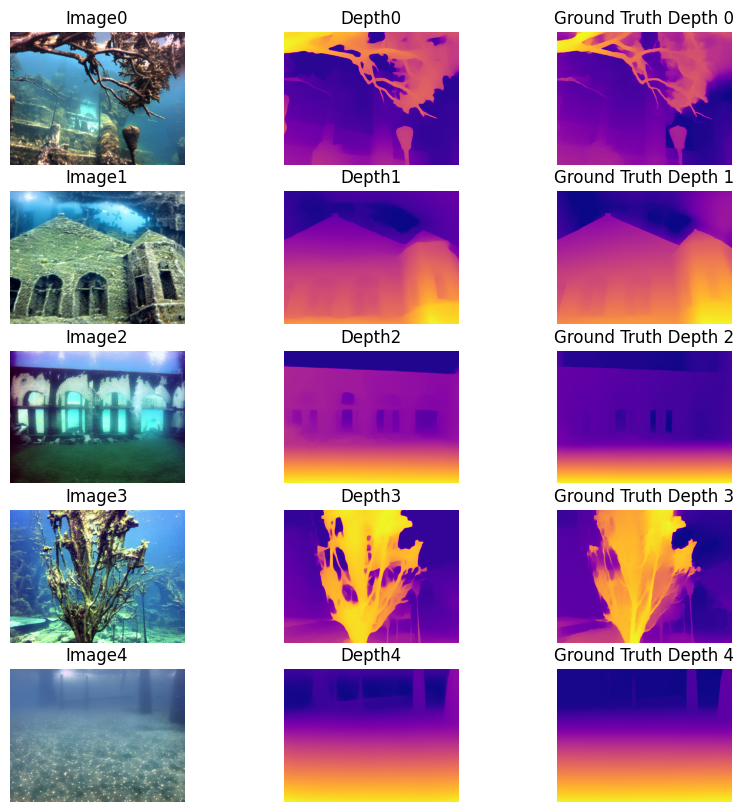 Image0 Depth0 Ground Truth Depth 0
Image1 Depth1 Ground Truth Depth 1
Image2 Depth2 Ground Truth Depth 2
Image3 Depth3 Ground Truth Depth 3
Image4 Depth4 Ground Truth Depth 4